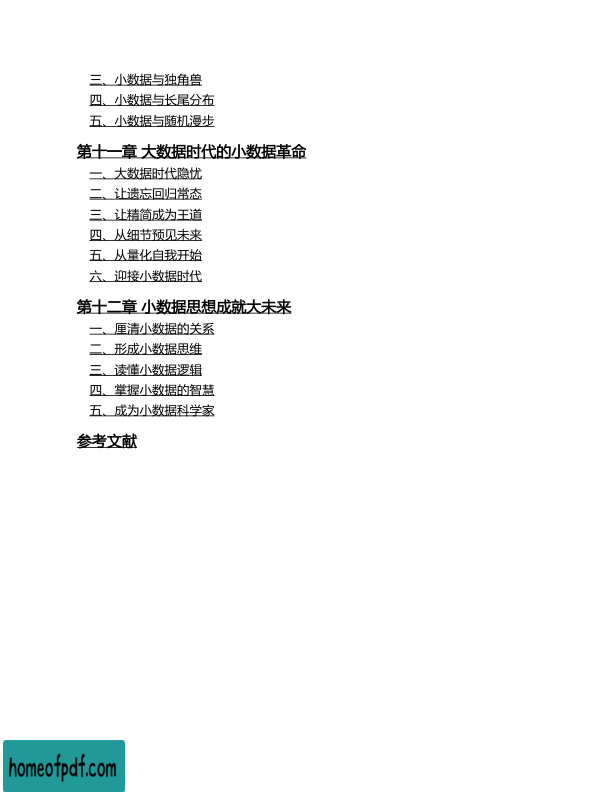 三、小数据与独角兽
四、小数据与长尾分布
五、小数据与随机漫步
第十一章 大数据时代的小数据革命
一、大数据时代隐忧
二、让遗忘回归常态
三、让精简成为王道
四、从细节预见未来
五、从量化自我开始
六、迎接小数据时代
第十二章 小数据思想成就大未来
一、厘清小数据的关系
二、形成小数据思维
三、读懂小数据逻辑
四、掌握小数据的智慧
五、成为小数据科学家
参考文献
homeofpdf.com